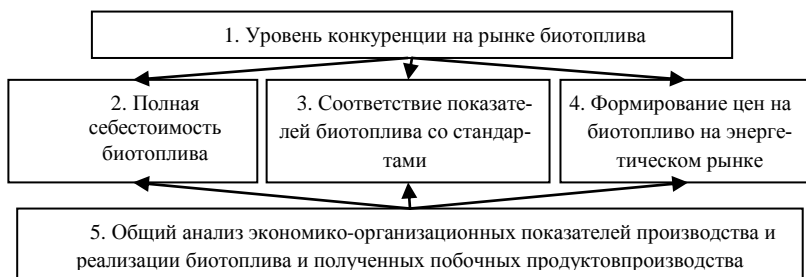 1. Уровень конкуренции на рынке биотоплива
2. Полная
себестоимость
биотоплива
3. Соответствие показате-
лей биотоплива со стандар-
тами
4. Формирование цен на
биотопливо на энерге-
тическом рынке
5. Общий анализ экономико-организационных показателей производства и
реализации биотоплива и полученных побочных продуктовпроизводства